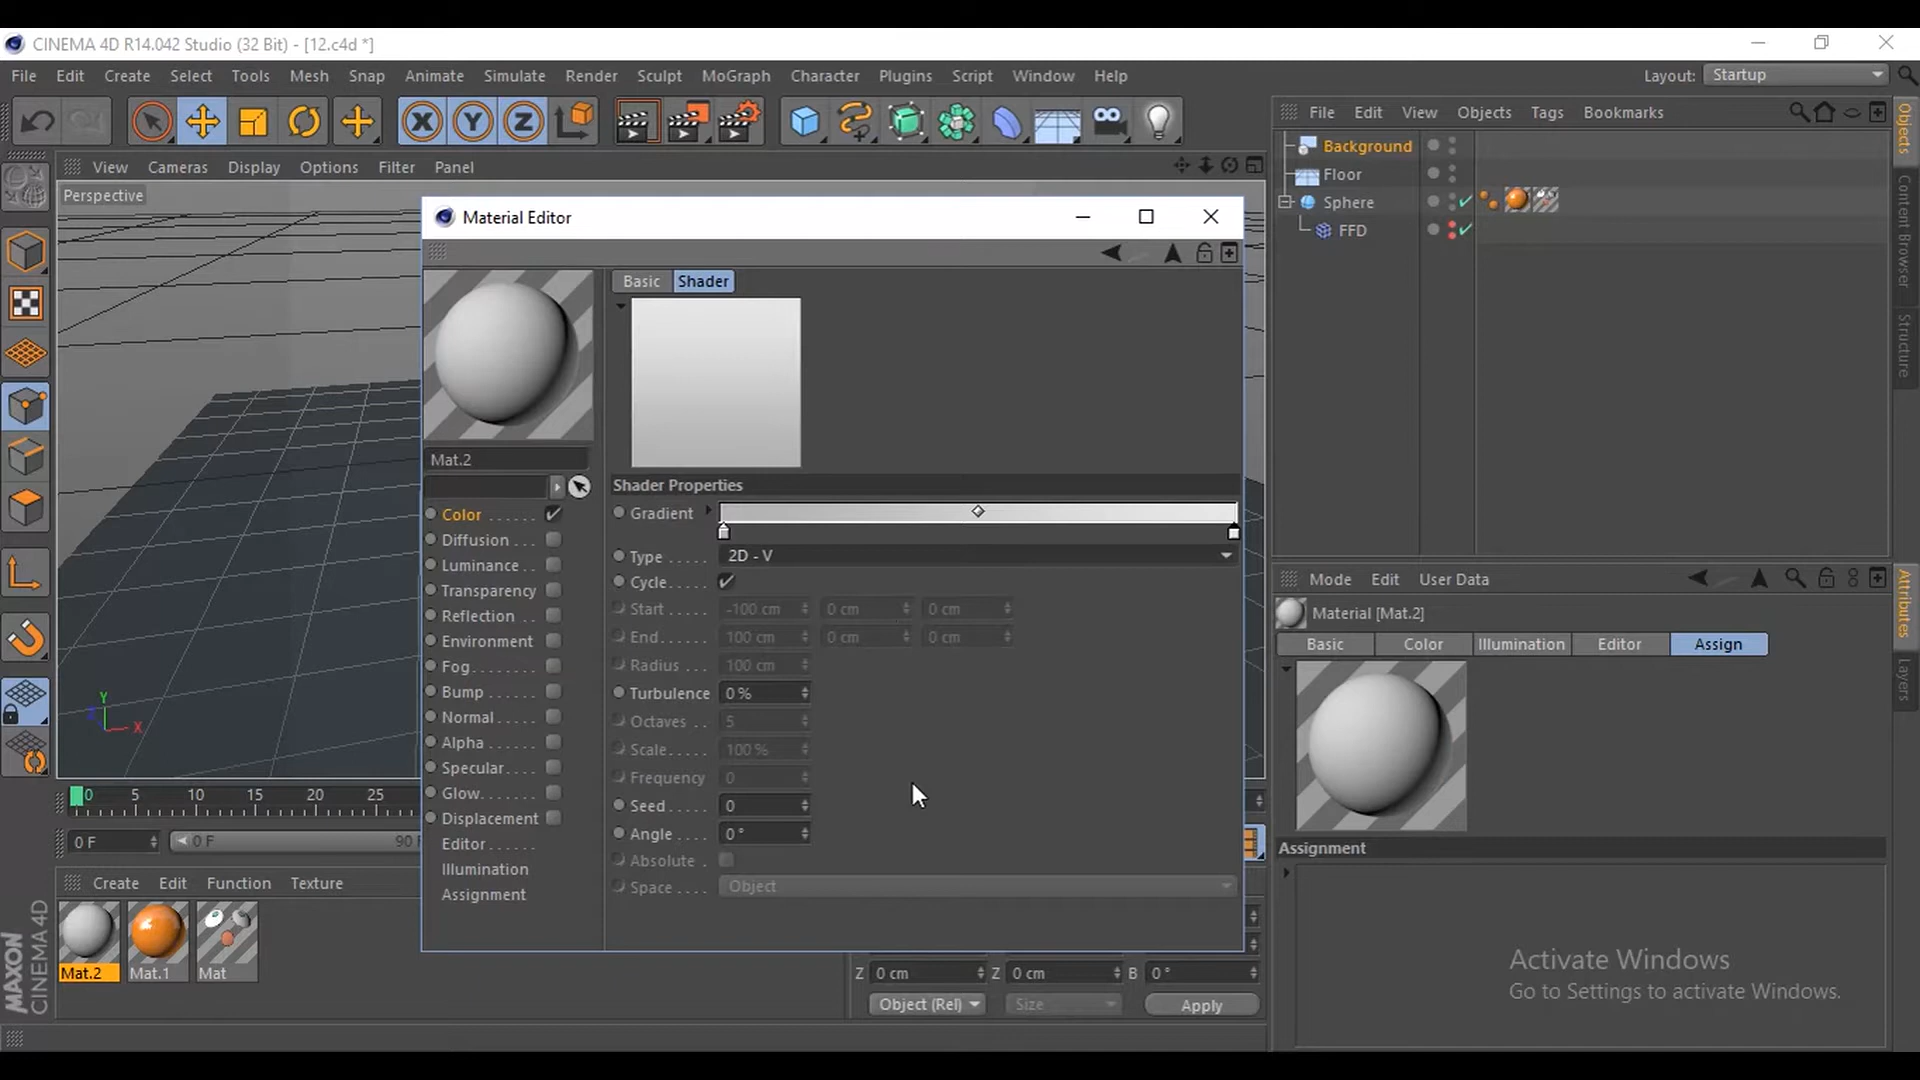 CINEMA 4D R14.042 Studio (32 Bit) - [12.c4d *]
File Edit Create Select Tools Mesh Snap Animate Simulate Render Sculpt MoGraph Character Plugins Script Window Help
Layout: Startup
File Edit View Objects Tags Bookmarks
Objects
Content Browser
Structure
Background
Floor
Sphere
FFD
View Cameras Display Options Filter Panel
Perspective
Y
Z
X
Material Editor
Basic Shader
Mat.2
Color
Diffusion
Luminance
Transparency
Reflection
Environment
Fog
Bump
Normal
Alpha
Specular
Glow
Displacement
Editor
Illumination
Assignment
Shader Properties
Gradient
Type 2D - V
Cycle
Start -100 cm 0 cm 0 cm
End 100 cm 0 cm 0 cm
Radius 100 cm
Turbulence 0 %
Octaves 5
Scale 100 %
Frequency 0
Seed 0
Angle 0 °
Absolute
Space Object
Mode Edit User Data
Attributes
Layers
Material [Mat.2]
Basic Color Illumination Editor Assign
Assignment
0 5 10 15 20 25
0 F 0 F 90 F
Create Edit Function Texture
Mat.2 Mat.1 Mat
MAXON
CINEMA 4D
Z 0 cm Z 0 cm B 0 °
Object (Rel) Size Apply
Activate Windows
Go to Settings to activate Windows.